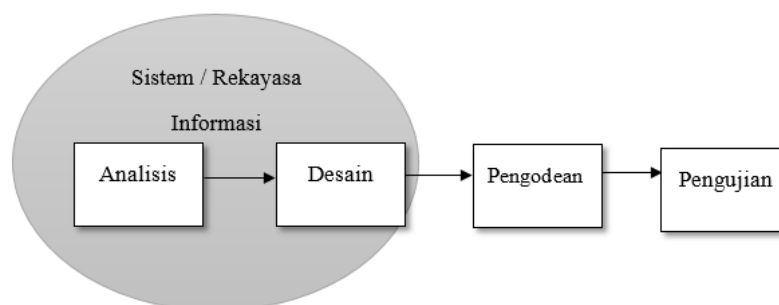 Sistem / Rekayasa
Informasi
Analisis
Desain
Pengodean
Pengujian